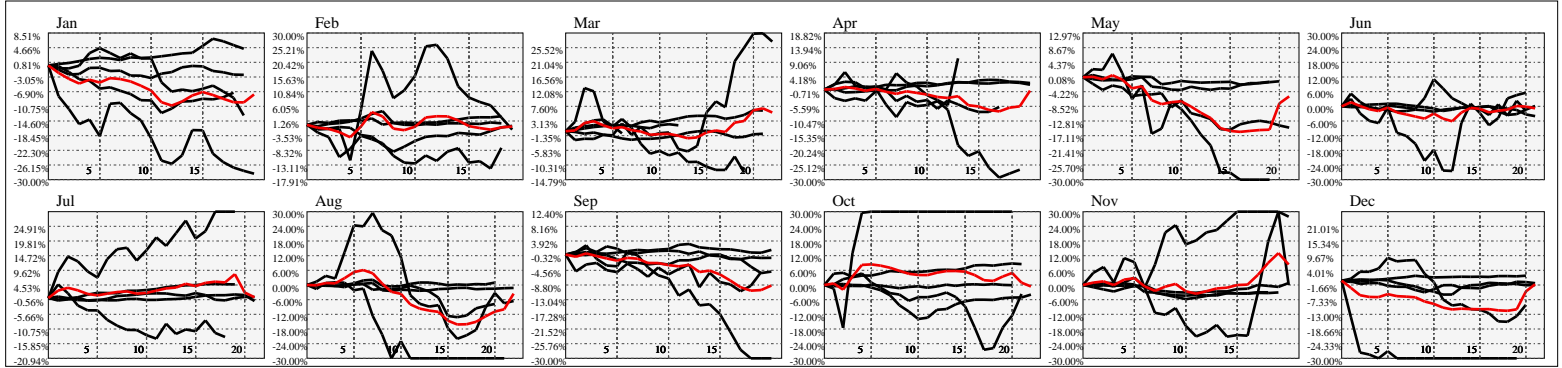 Jan Feb Mar Apr May Jun
8.51% 30.00% 18.82% 12.97% 30.00%
4.66% 25.21% 25.52% 13.94% 8.67% 24.00%
0.81% 20.42% 21.04% 9.06% 4.37% 18.00%
-3.05% 15.63% 16.56% 4.18% 0.08% 12.00%
-6.90% 10.84% 12.08% -0.71% -4.22% 6.00%
-10.75% 6.05% 7.60% -5.59% -8.52% 0.00%
-14.60% 1.26% 3.13% -10.47% -12.81% -6.00%
-18.45% -3.53% -1.35% -15.35% -17.11% -12.00%
-22.30% -8.32% -5.83% -20.24% -21.41% -18.00%
-26.15% -13.11% -10.31% -25.12% -25.70% -24.00%
-30.00% -17.91% -14.79% -30.00% -30.00% -30.00%
5 10 15 5 10 15 5 10 15 20 5 10 15 20 5 10 15 20 5 10 15 20
Jul Aug Sep Oct Nov Dec
30.00% 12.40% 30.00% 30.00%
24.91% 24.00% 8.16% 24.00% 24.00% 21.01%
19.81% 18.00% 3.92% 18.00% 18.00% 15.34%
14.72% 12.00% -0.32% 12.00% 12.00% 9.67%
9.62% 6.00% -4.56% 6.00% 6.00% 4.01%
4.53% 0.00% -8.80% 0.00% 0.00% -1.66%
-0.56% -6.00% -13.04% -6.00% -6.00% -7.33%
-5.66% -12.00% -17.28% -12.00% -12.00% -13.00%
-10.75% -18.00% -21.52% -18.00% -18.00% -18.66%
-15.85% -24.00% -25.76% -24.00% -24.00% -24.33%
-20.94% -30.00% -30.00% -30.00% -30.00% -30.00%
5 10 15 20 5 10 15 20 5 10 15 5 10 15 20 5 10 15 5 10 15 20